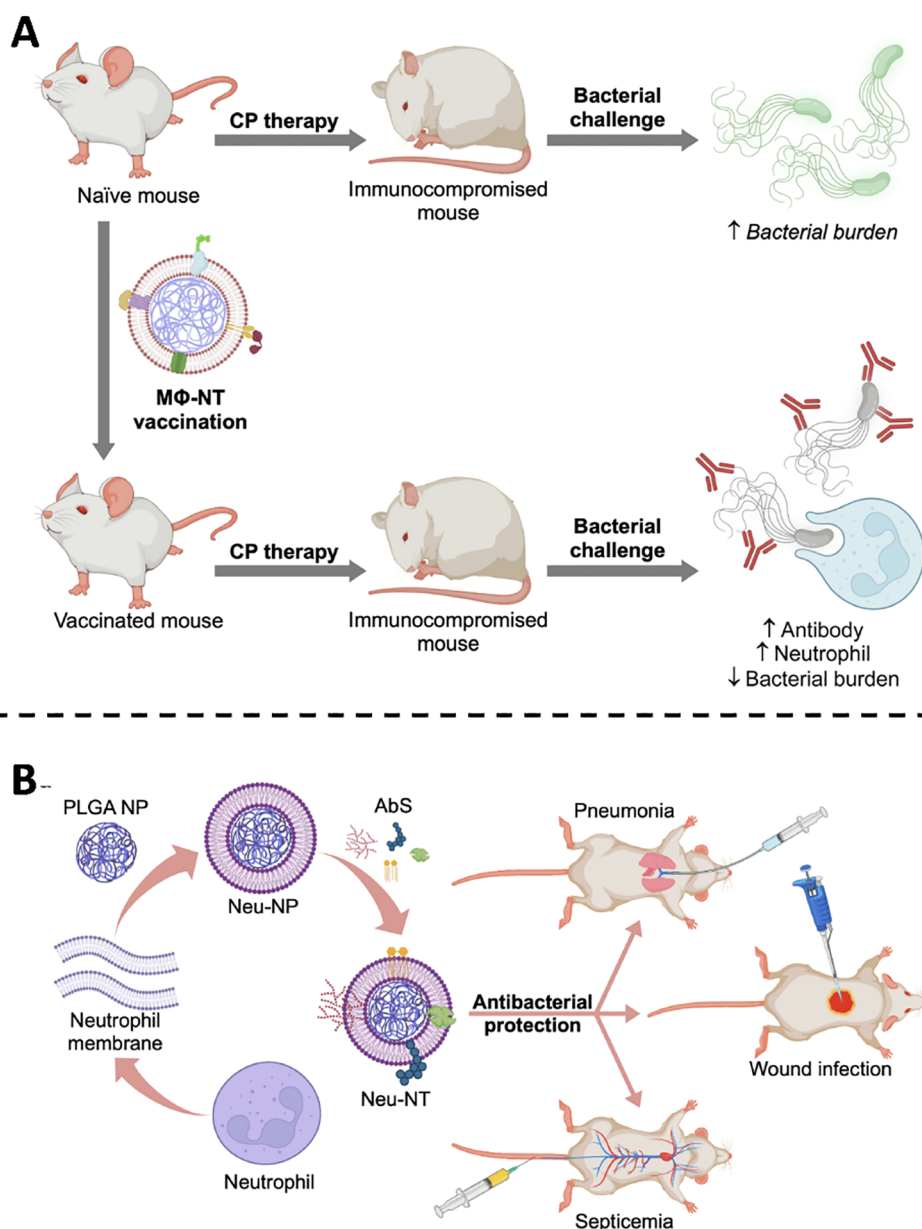 A
Naïve mouse
CP therapy
Immunocompromised
mouse
Bacterial
challenge
↑ Bacterial burden
MΦ-NT
vaccination
Vaccinated mouse
CP therapy
Immunocompromised
mouse
Bacterial
challenge
↑ Antibody
↑ Neutrophil
↓ Bacterial burden
B
PLGA NP
Neu-NP
AbS
Neutrophil
membrane
Neu-NT
Neutrophil
Antibacterial
protection
Pneumonia
Wound infection
Septicemia